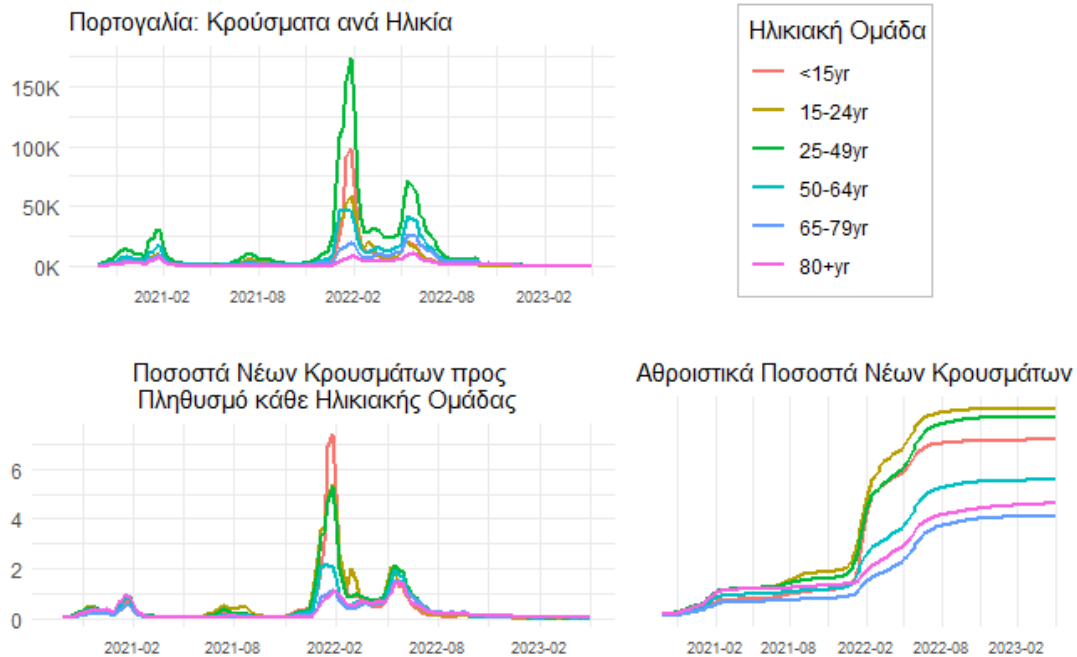 Πορτογαλία: Κρούσματα ανά Ηλικία
150K
100K
50K
0K
2021-02 2021-08 2022-02 2022-08 2023-02
Ηλικιακή Ομάδα
<15yr
15-24yr
25-49yr
50-64yr
65-79yr
80+yr
Ποσοστά Νέων Κρουσμάτων προς
Πληθυσμό κάθε Ηλικιακής Ομάδας
6
4
2
0
2021-02 2021-08 2022-02 2022-08 2023-02
Αθροιστικά Ποσοστά Νέων Κρουσμάτων
2021-02 2021-08 2022-02 2022-08 2023-02